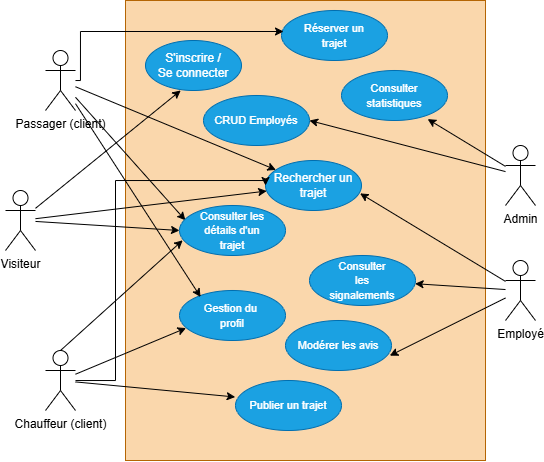 Réserver un
trajet
S'inscrire /
Se connecter
Consulter
statistiques
Passager (client)
CRUD Employés
Rechercher un
trajet
Admin
Consulter les
détails d'un
trajet
Visiteur
Consulter
les
signalements
Gestion du
profil
Employé
Modérer les avis
Publier un trajet
Chauffeur (client)